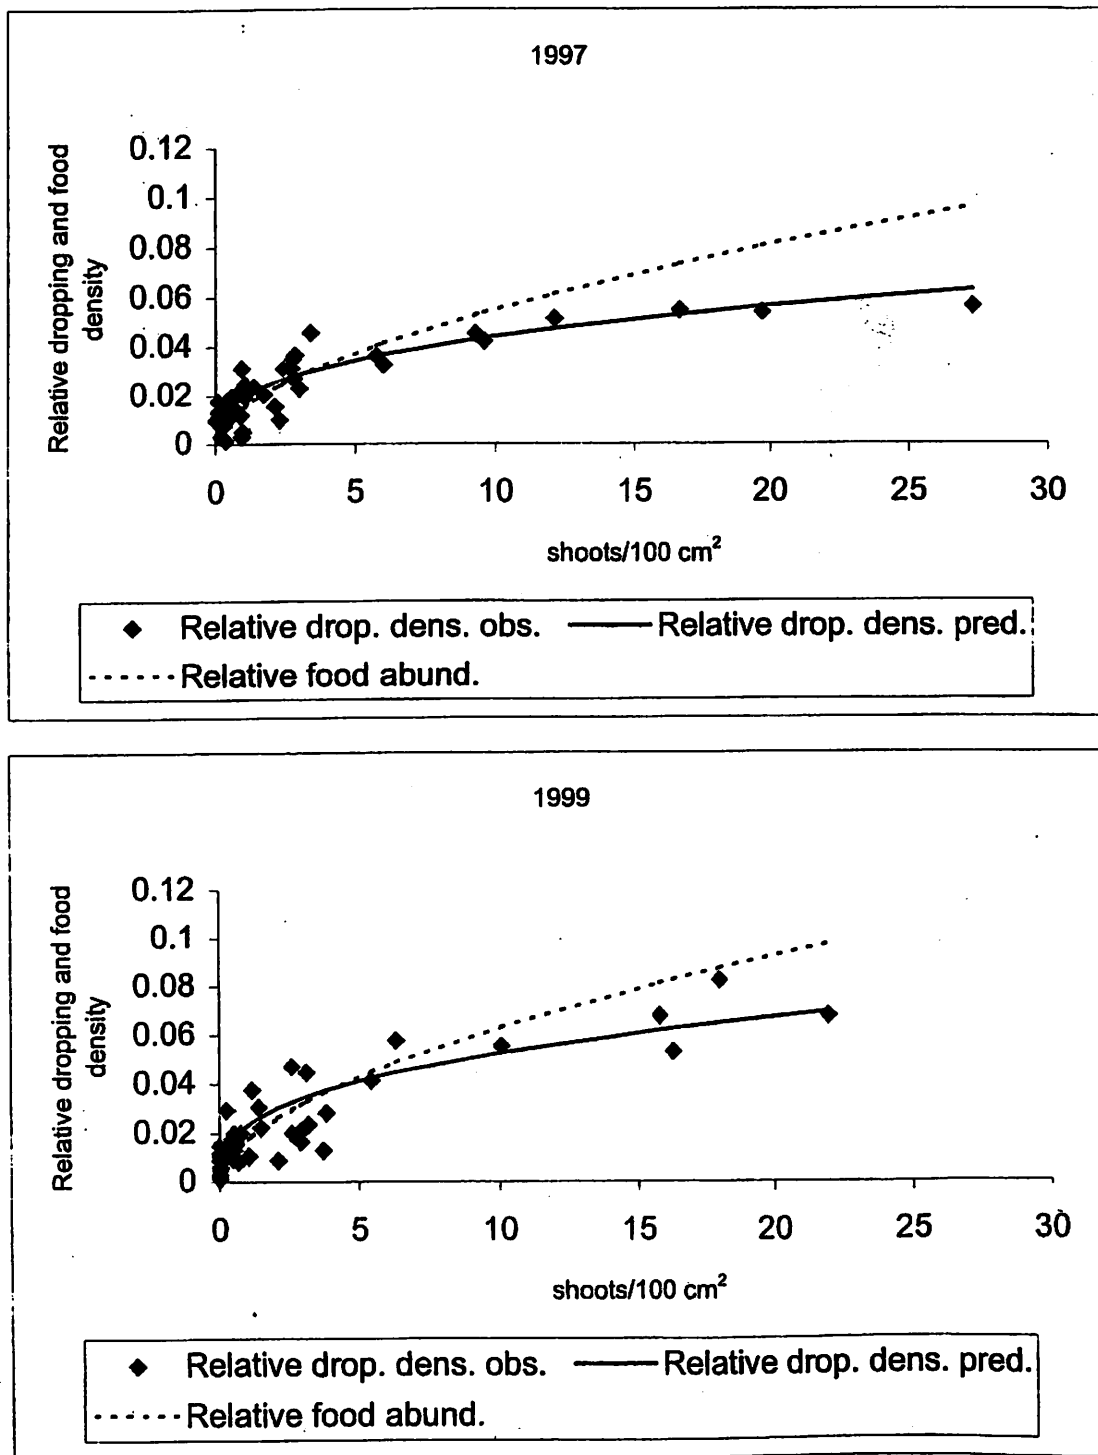 1997
Relative dropping and food
density
0.12
0.1
0.08
0.06
0.04
0.02
0
0 5 10 15 20 25 30
shoots/100 cm²
Relative drop. dens. obs. Relative drop. dens. pred.
Relative food abund.
1999
Relative dropping and food
density
0.12
0.1
0.08
0.06
0.04
0.02
0
0 5 10 15 20 25 30
shoots/100 cm²
Relative drop. dens. obs. Relative drop. dens. pred.
Relative food abund.